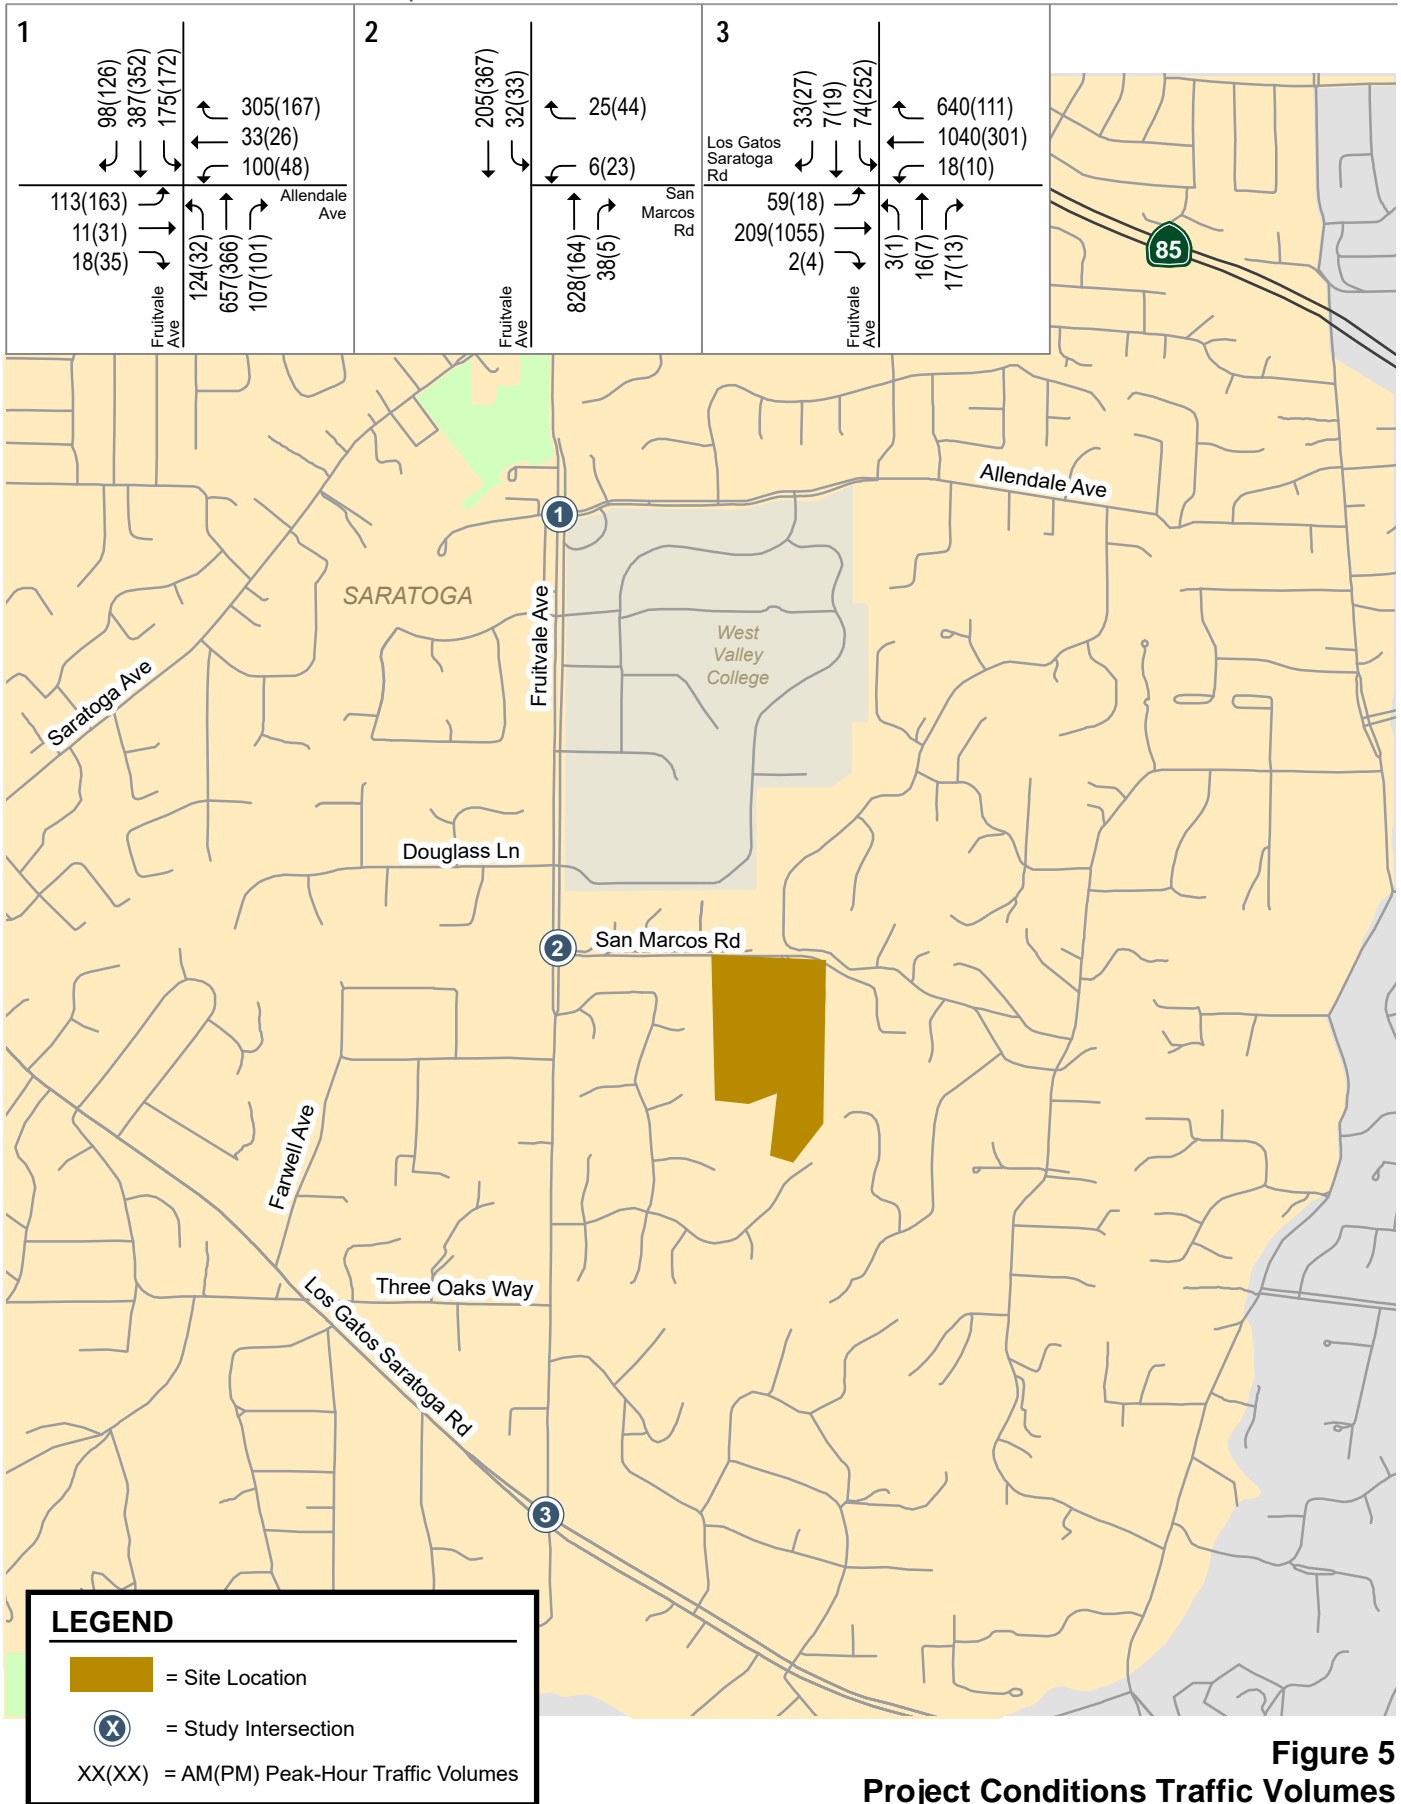 1
98(126)
387(352)
175(172)
305(167)
33(26)
100(48)
Allendale
Ave
113(163)
11(31)
18(35)
124(32)
657(366)
107(101)
Fruitvale
Ave
2
205(367)
32(33)
25(44)
6(23)
San
Marcos
Rd
828(164)
38(5)
Fruitvale
Ave
3
33(27)
7(19)
74(252)
640(111)
1040(301)
18(10)
Los Gatos
Saratoga
Rd
59(18)
209(1055)
2(4)
3(1)
16(7)
17(13)
Fruitvale
Ave
85
Allendale Ave
1
SARATOGA
Fruitvale Ave
West
Valley
College
Saratoga Ave
Douglass Ln
2
San Marcos Rd
Farwell Ave
Three Oaks Way
Los Gatos Saratoga Rd
3
LEGEND
= Site Location
X
= Study Intersection
XX(XX) = AM(PM) Peak-Hour Traffic Volumes
Figure 5
Project Conditions Traffic Volumes